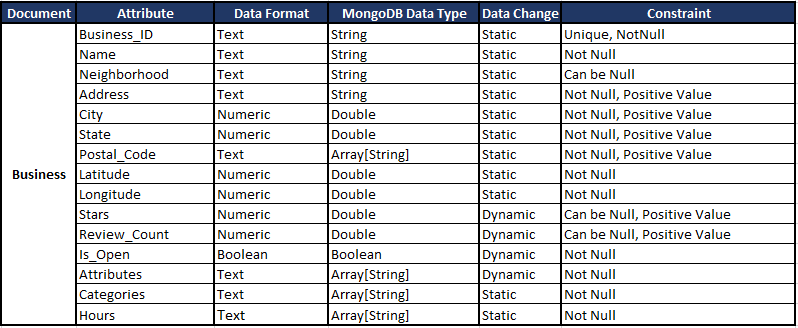 Document Attribute Data Format MongoDB Data Type Data Change Constraint
Business_ID Text String Static Unique, NotNull
Name Text String Static Not Null
Neighborhood Text String Static Can be Null
Address Text String Static Not Null, Positive Value
City Numeric Double Static Not Null, Positive Value
State Numeric Double Static Not Null, Positive Value
Postal_Code Text Array[String] Static Not Null, Positive Value
Business Latitude Numeric Double Static Not Null
Longitude Numeric Double Static Not Null
Stars Numeric Double Dynamic Can be Null, Positive Value
Review_Count Numeric Double Dynamic Can be Null, Positive Value
Is_Open Boolean Boolean Dynamic Not Null
Attributes Text Array[String] Dynamic Not Null
Categories Text Array[String] Static Not Null
Hours Text Array[String] Static Not Null